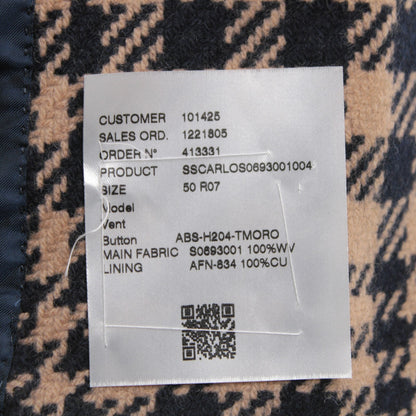 CUSTOMER 101425
SALES ORD. 1221805
ORDER N° 413331
PRODUCT SSCARLOS0693001004
SIZE 50 R07
Model
Vent
Button ABS-H204-TMORO
MAIN FABRIC S0693001 100%WV
LINING AFN-834 100%CU